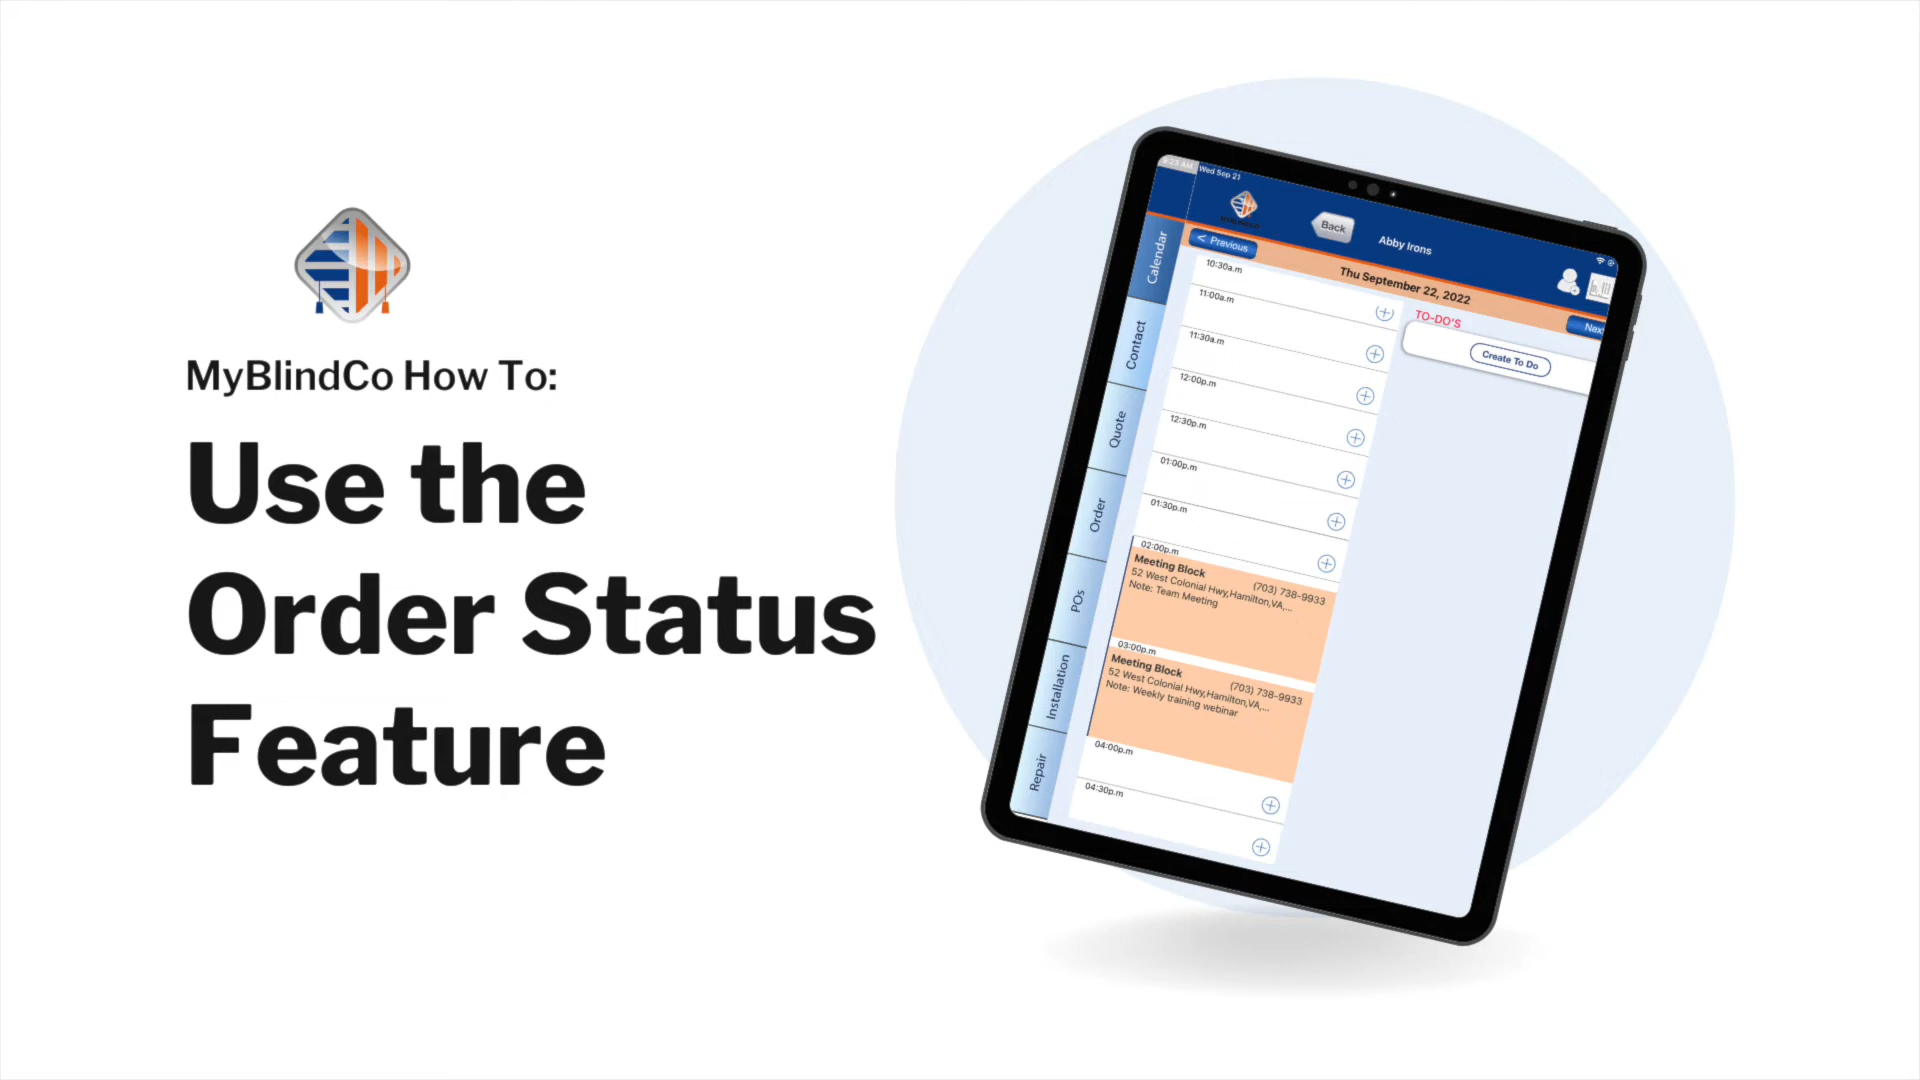 MyBlindCo How To:
Use the
Order Status
Feature
9:23 AM Wed Sep 21
Back
Abby Irons
< Previous
Thu September 22, 2022
Next
Calendar
Contact
Quote
Order
POs
Installation
Repair
10:30a.m
11:00a.m
11:30a.m
12:00p.m
12:30p.m
01:00p.m
01:30p.m
02:00p.m
Meeting Block
52 West Colonial Hwy,Hamilton,VA,...
(703) 738-9933
Note: Team Meeting
03:00p.m
Meeting Block
52 West Colonial Hwy,Hamilton,VA,...
(703) 738-9933
Note: Weekly training webinar
04:00p.m
04:30p.m
TO-DO'S
Create To Do